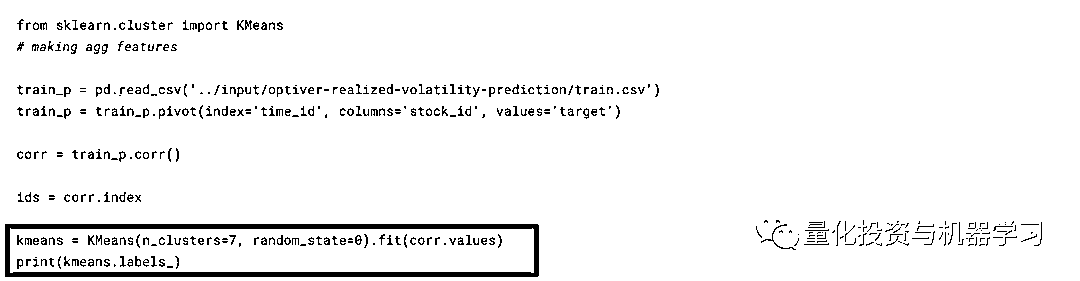 from sklearn.cluster import KMeans
# making agg features
train_p = pd.read_csv('../input/optiver-realized-volatility-prediction/train.csv')
train_p = train_p.pivot(index='time_id', columns='stock_id', values='target')
corr = train_p.corr()
ids = corr.index
kmeans = KMeans(n_clusters=7, random_state=0).fit(corr.values)
print(kmeans.labels_)
量化投资与机器学习